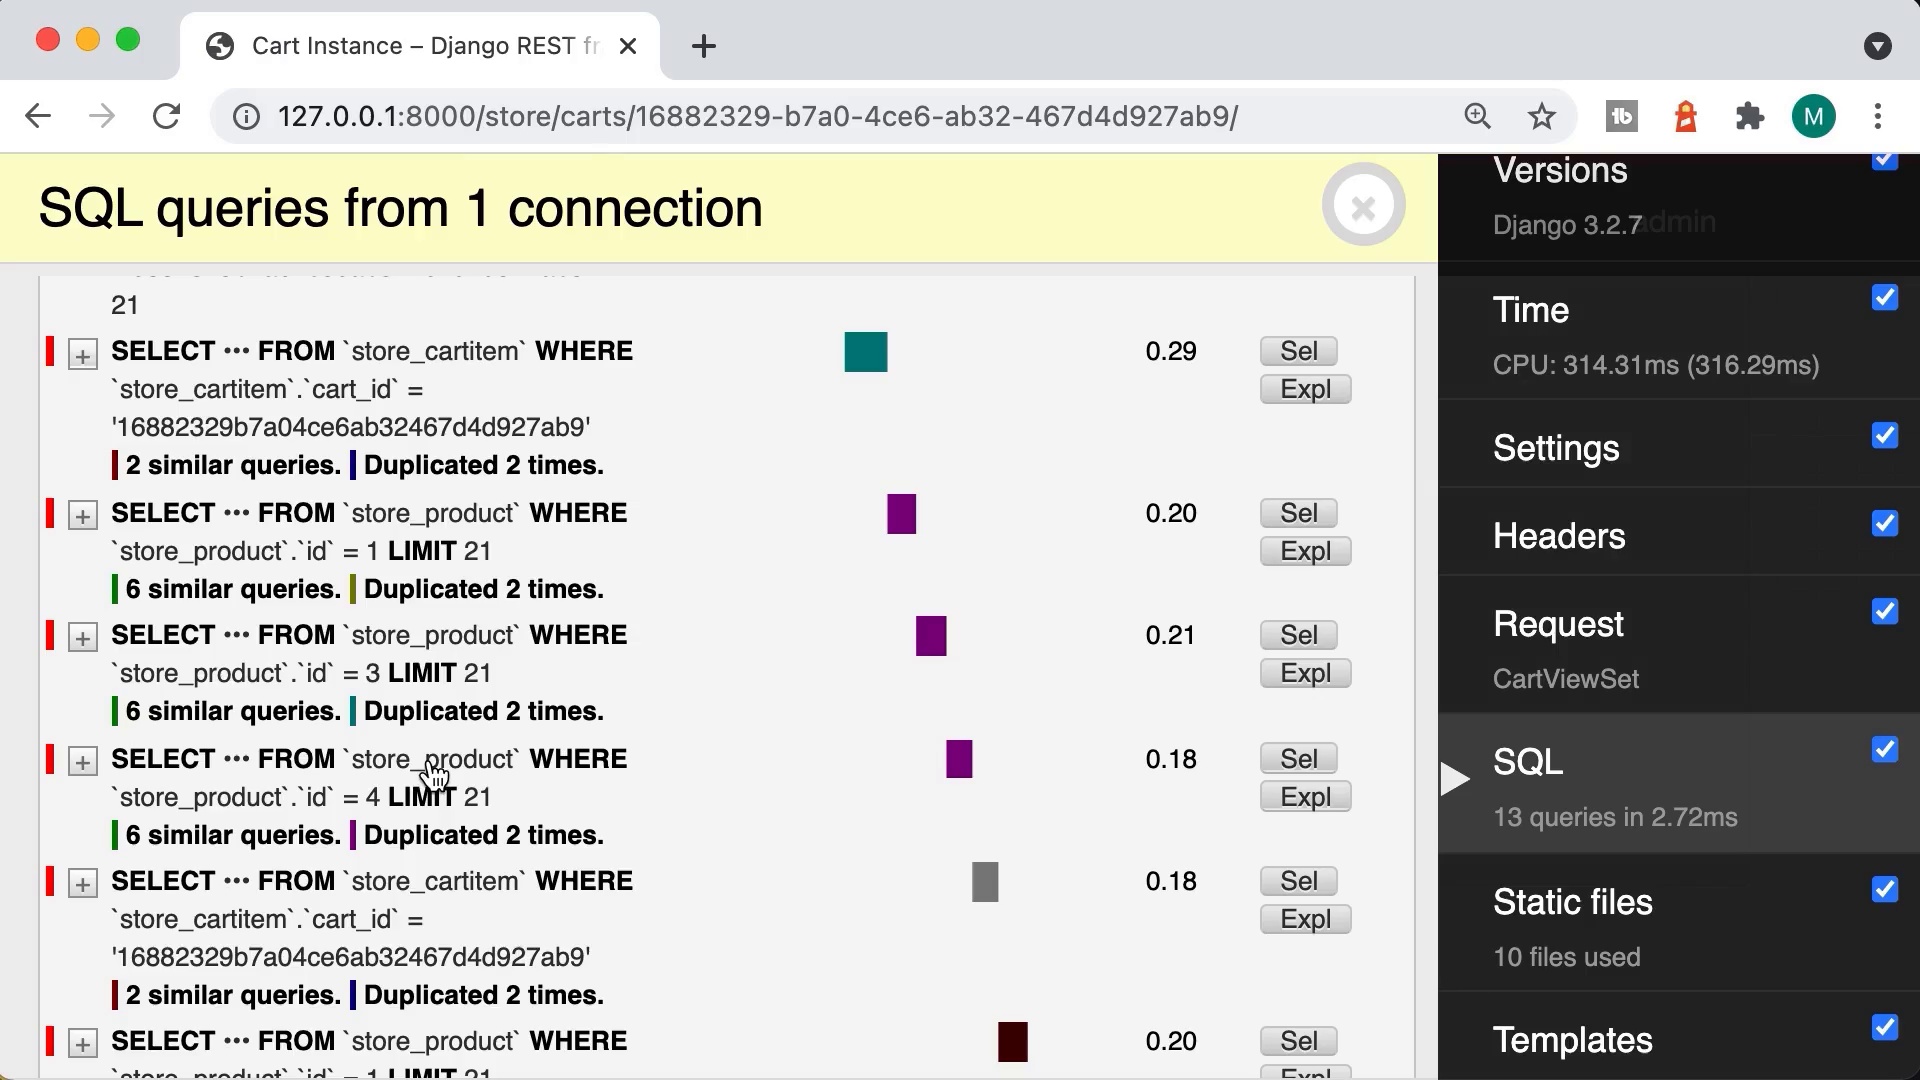 Cart Instance – Django REST fr
127.0.0.1:8000/store/carts/16882329-b7a0-4ce6-ab32-467d4d927ab9/
M
SQL queries from 1 connection
21
+ SELECT ••• FROM `store_cartitem` WHERE 0.29 Sel
`store_cartitem`.`cart_id` = Expl
'16882329b7a04ce6ab32467d4d927ab9'
2 similar queries. Duplicated 2 times.
+ SELECT ••• FROM `store_product` WHERE 0.20 Sel
`store_product`.`id` = 1 LIMIT 21 Expl
6 similar queries. Duplicated 2 times.
+ SELECT ••• FROM `store_product` WHERE 0.21 Sel
`store_product`.`id` = 3 LIMIT 21 Expl
6 similar queries. Duplicated 2 times.
+ SELECT ••• FROM `store_product` WHERE 0.18 Sel
`store_product`.`id` = 4 LIMIT 21 Expl
6 similar queries. Duplicated 2 times.
+ SELECT ••• FROM `store_cartitem` WHERE 0.18 Sel
`store_cartitem`.`cart_id` = Expl
'16882329b7a04ce6ab32467d4d927ab9'
2 similar queries. Duplicated 2 times.
+ SELECT ••• FROM `store_product` WHERE 0.20 Sel
`store_product`.`id` = 1 LIMIT 21 Expl
Versions
Django 3.2.7
admin
Time
CPU: 314.31ms (316.29ms)
Settings
Headers
Request
CartViewSet
SQL
13 queries in 2.72ms
Static files
10 files used
Templates